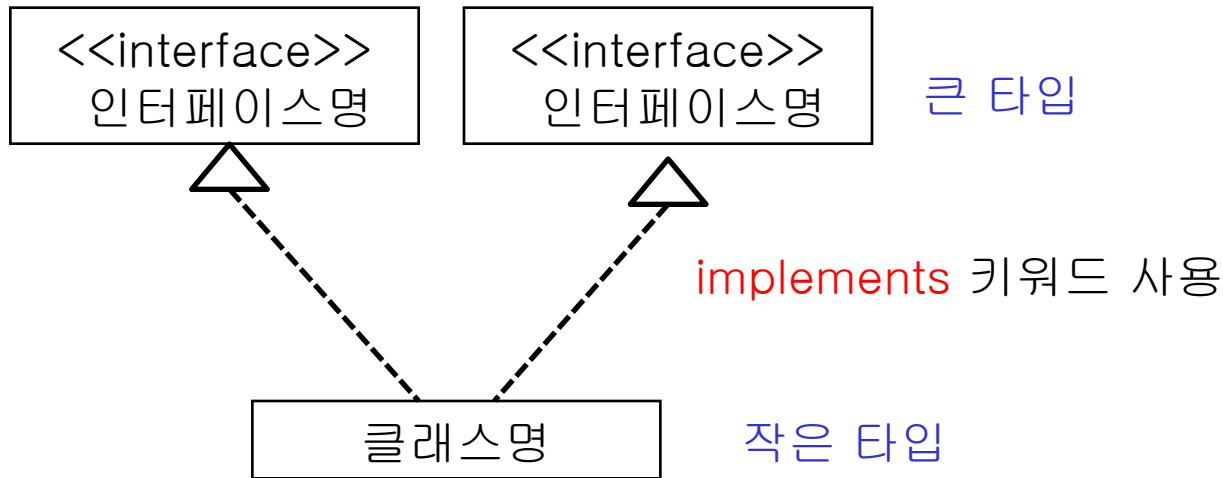 <<interface>> <<interface>>
인터페이스명 인터페이스명 큰 타입
implements 키워드 사용
클래스명 작은 타입